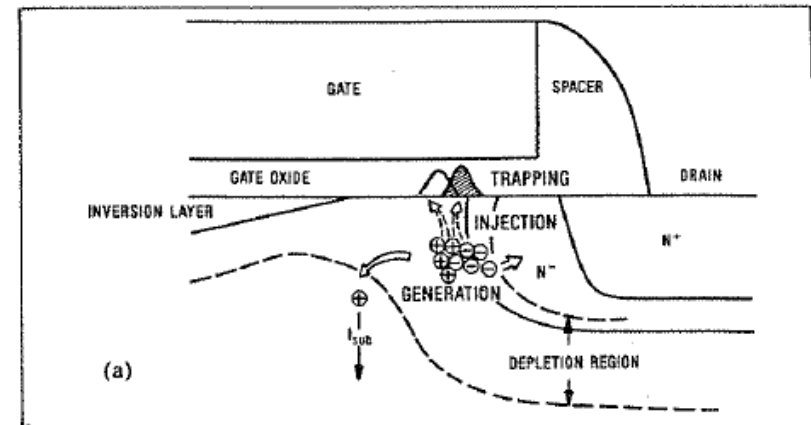 GATE
SPACER
GATE OXIDE
TRAPPING
DRAIN
INVERSION LAYER
INJECTION
N⁺
N⁻
GENERATION
Isub
DEPLETION REGION
(a)